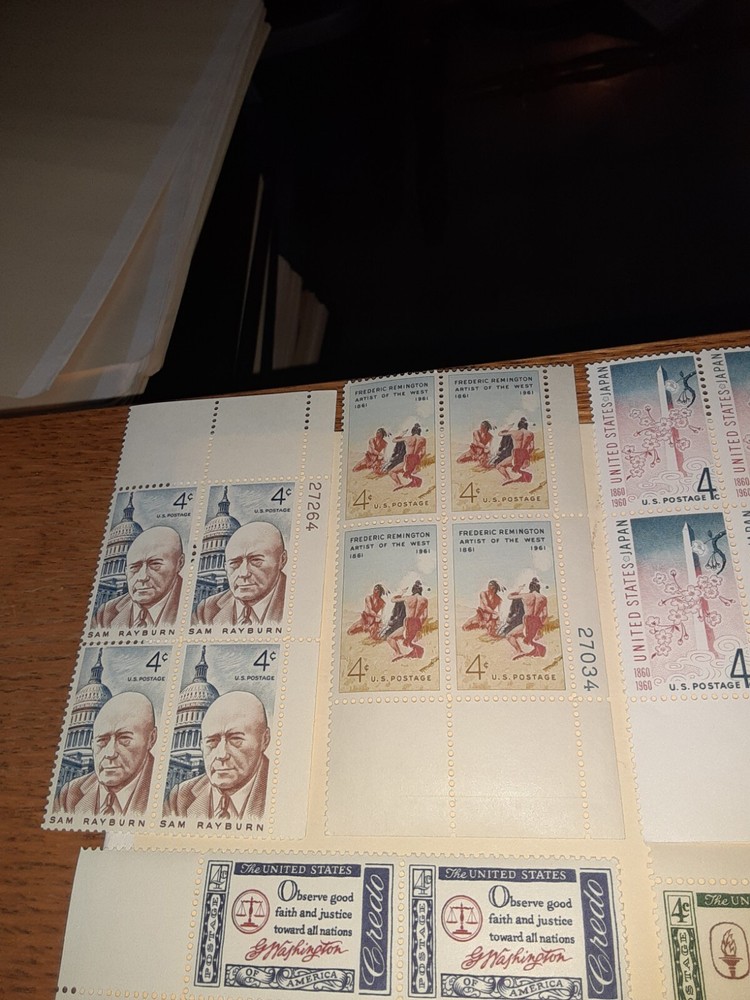 4¢
U.S. POSTAGE
SAM RAYBURN
4¢
U.S. POSTAGE
SAM RAYBURN
27264
4¢
U.S. POSTAGE
SAM RAYBURN
4¢
U.S. POSTAGE
SAM RAYBURN
FREDERIC REMINGTON
ARTIST OF THE WEST
1861 1961
4¢ U.S. POSTAGE
FREDERIC REMINGTON
ARTIST OF THE WEST
1861 1961
4¢ U.S. POSTAGE
FREDERIC REMINGTON
ARTIST OF THE WEST
1861 1961
4¢ U.S. POSTAGE
FREDERIC REMINGTON
ARTIST OF THE WEST
1861 1961
4¢ U.S. POSTAGE
27034
UNITED STATES JAPAN
1860
1960
4¢
U.S. POSTAGE
1860
1960
UNITED STATES JAPAN
1860
1960
4
U.S. POSTAGE
The UNITED STATES
4¢
POSTAGE
Observe good
faith and justice
toward all nations
G Washington
Credo
OF AMERICA
The UNITED STATES
4¢
POSTAGE
Observe good
faith and justice
toward all nations
G Washington
Credo
OF AMERICA
The UN
4¢
POSTAGE